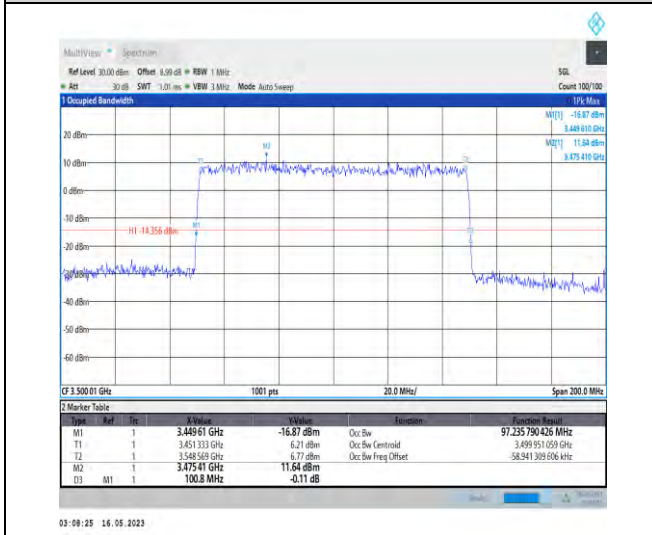 MultiView Spectrum
Ref Level 30.00 dBm Offset 8.99 dB RBW 1 MHz SGL
Att 30 dB SWT 1.01 ms VBW 3 MHz Mode Auto Sweep Count 100/100
1 Occupied Bandwidth 1Pk Max
M1[1] -16.87 dBm
3.449 610 GHz
M2[1] 11.64 dBm
3.475 410 GHz
20 dBm
M2
10 dBm
T1
0 dBm
-10 dBm
M1
H1 -14.356 dBm
-20 dBm
-40 dBm
-50 dBm
-60 dBm
CF 3.500 01 GHz 1001 pts 20.0 MHz/ Span 200.0 MHz
2 Marker Table
Type Ref Trc X-Value Y-Value Function Function Result
M1 1 3.449 61 GHz -16.87 dBm Occ Bw 97.235 790 426 MHz
T1 1 3.451 333 GHz 6.21 dBm Occ Bw Centroid 3.499 951 059 GHz
T2 1 3.548 569 GHz 6.77 dBm Occ Bw Freq Offset -58.941 309 606 kHz
M2 1 3.475 41 GHz 11.64 dBm
D3 M1 1 100.8 MHz -0.11 dB
03:08:25 16.05.2023